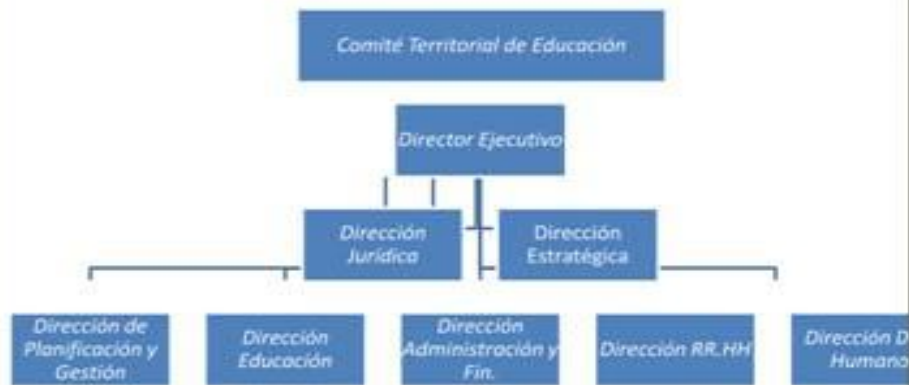 Comité Territorial de Educación
Director Ejecutivo
Dirección
Jurídica
Dirección
Estratégica
Dirección de
Planificación y
Gestión
Dirección
Educación
Dirección
Administración y
Fin.
Dirección RR.HH
Dirección D
Humano